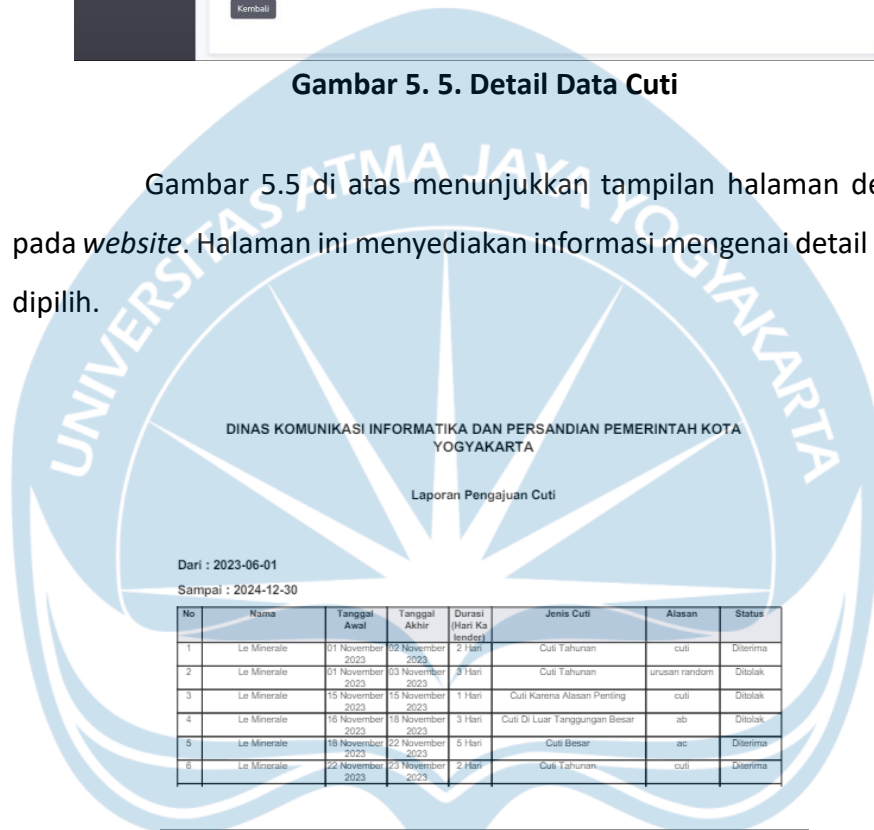 Kembali
Gambar 5. 5. Detail Data Cuti
Gambar 5.5 di atas menunjukkan tampilan halaman
pada website. Halaman ini menyediakan informasi mengenai detail
dipilih.
UNIVERSITAS ATMA JAYA YOGYAKARTA
DINAS KOMUNIKASI INFORMATIKA DAN PERSANDIAN PEMERINTAH KOTA
YOGYAKARTA
Laporan Pengajuan Cuti
Dari : 2023-06-01
Sampai : 2024-12-30
No Nama Tanggal Awal Tanggal Akhir Durasi (Hari Ka lender) Jenis Cuti Alasan Status
1 Le Minerale 01 November 2023 02 November 2023 2 Hari Cuti Tahunan cuti Diterima
2 Le Minerale 01 November 2023 03 November 2023 3 Hari Cuti Tahunan urusan random Ditolak
3 Le Minerale 15 November 2023 15 November 2023 1 Hari Cuti Karena Alasan Penting cuti Ditolak
4 Le Minerale 16 November 2023 18 November 2023 3 Hari Cuti Di Luar Tanggungan Besar ab Ditolak
5 Le Minerale 18 November 2023 22 November 2023 5 Hari Cuti Besar ac Diterima
6 Le Minerale 22 November 2023 23 November 2023 2 Hari Cuti Tahunan cuti Diterima